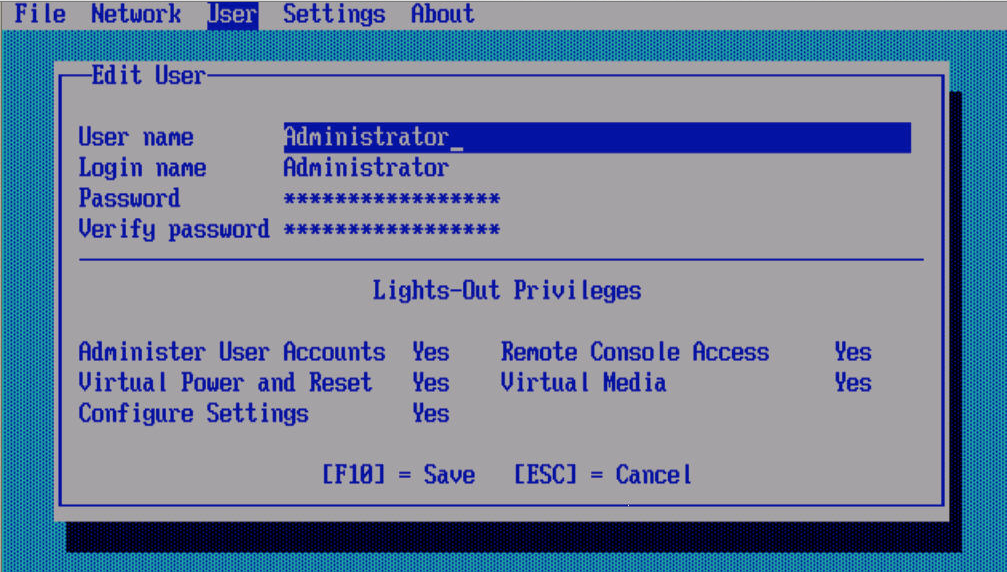 File Network User Settings About
Edit User
User name Administrator_
Login name Administrator
Password *****************
Verify password *****************
Lights-Out Privileges
Administer User Accounts Yes Remote Console Access Yes
Virtual Power and Reset Yes Virtual Media Yes
Configure Settings Yes
[F10] = Save [ESC] = Cancel